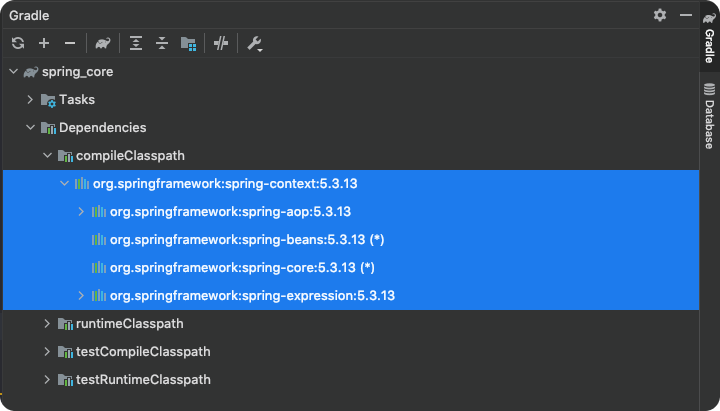 Gradle
spring_core
Tasks
Dependencies
compileClasspath
org.springframework:spring-context:5.3.13
org.springframework:spring-aop:5.3.13
org.springframework:spring-beans:5.3.13 (*)
org.springframework:spring-core:5.3.13 (*)
org.springframework:spring-expression:5.3.13
runtimeClasspath
testCompileClasspath
testRuntimeClasspath
Gradle
Database